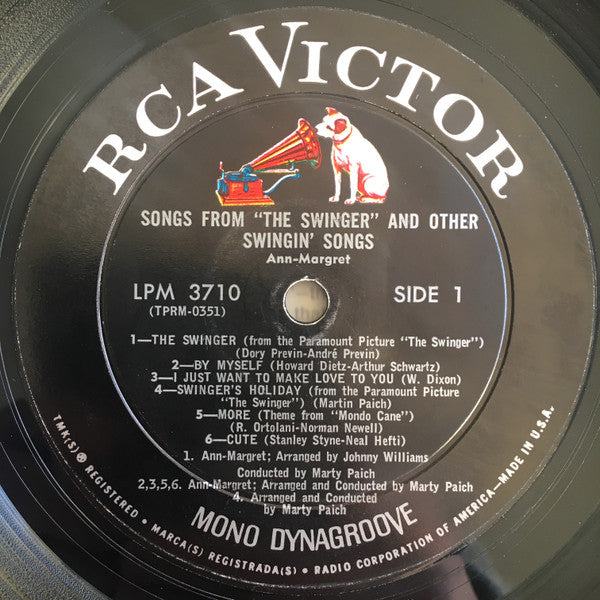 RCA VICTOR
SONGS FROM "THE SWINGER" AND OTHER
SWINGIN' SONGS
Ann-Margret
LPM 3710
(TPRM-0351)
SIDE 1
1—THE SWINGER (from the Paramount Picture "The Swinger")
(Dory Previn-André Previn)
2—BY MYSELF (Howard Dietz-Arthur Schwartz)
3—I JUST WANT TO MAKE LOVE TO YOU (W. Dixon)
4—SWINGER'S HOLIDAY (from the Paramount Picture
"The Swinger") (Martin Paich)
5—MORE (Theme from "Mondo Cane")
(R. Ortolani-Norman Newell)
6—CUTE (Stanley Styne-Neal Hefti)
1. Ann-Margret; Arranged by Johnny Williams
Conducted by Marty Paich
2,3,5,6. Ann-Margret; Arranged and Conducted by Marty Paich
4. Arranged and Conducted
by Marty Paich
MONO DYNAGROOVE
TMK(S) ® REGISTERED • MARCA(S) REGISTRADA(S) • RADIO CORPORATION OF AMERICA—MADE IN U.S.A.